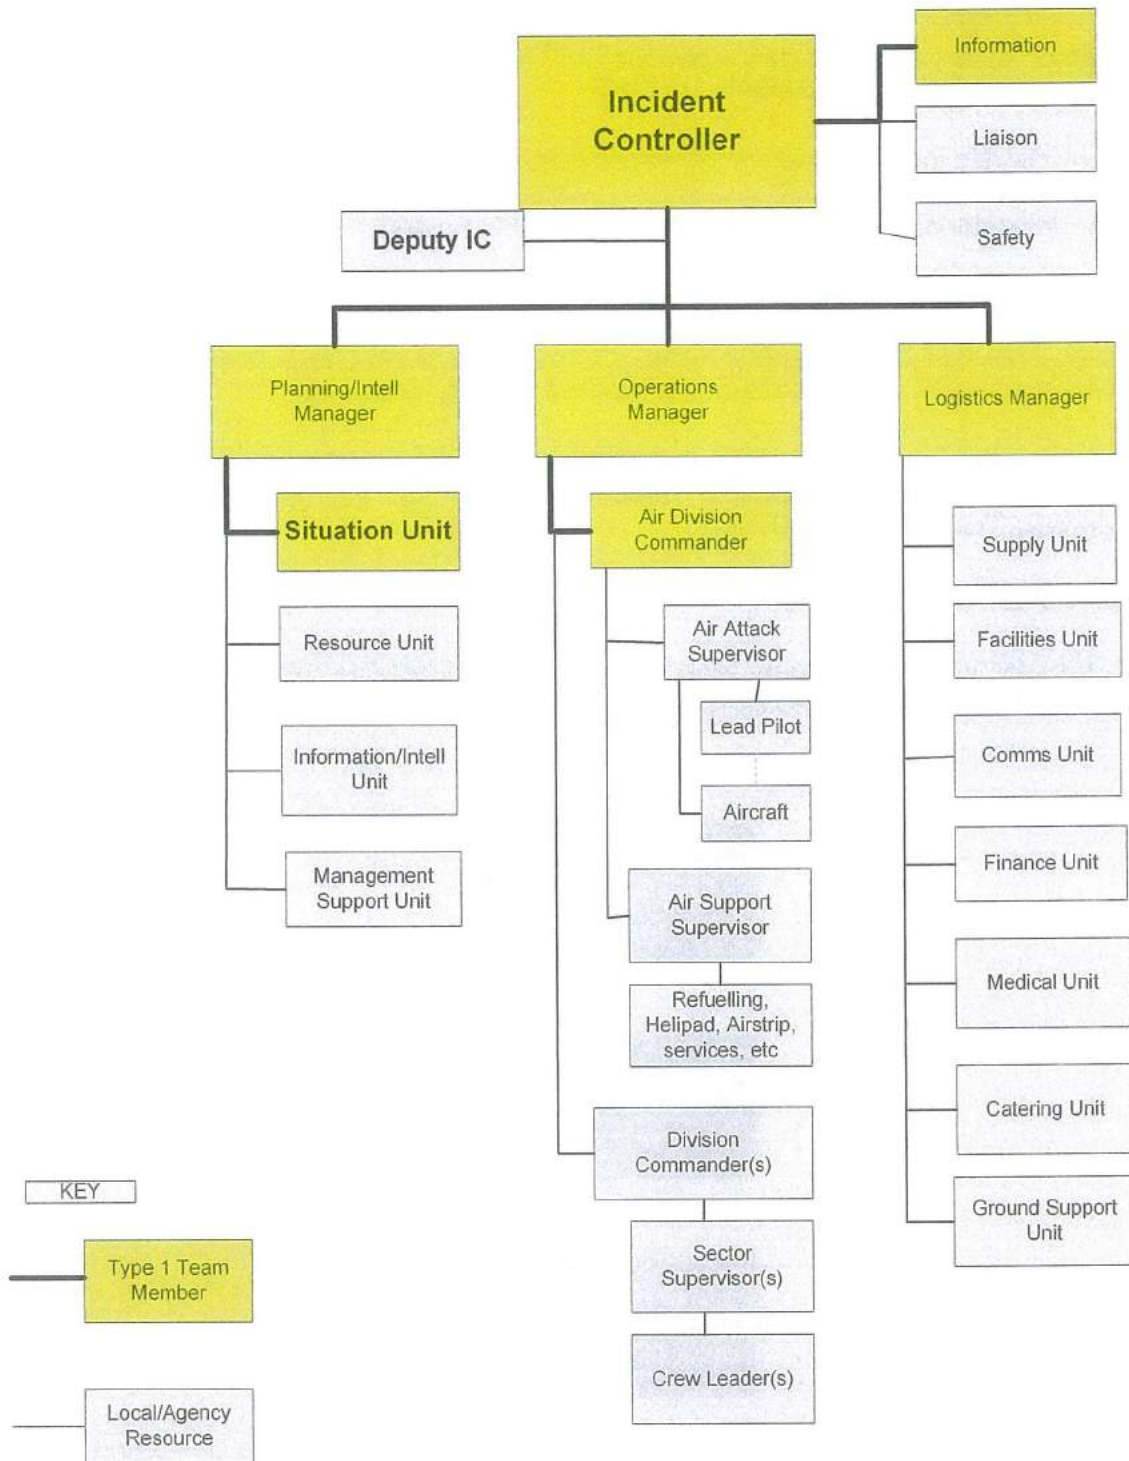 Incident
Controller
Information
Liaison
Safety
Deputy IC
Planning/Intell
Manager
Operations
Manager
Logistics Manager
Situation Unit
Resource Unit
Information/Intell
Unit
Management
Support Unit
Air Division
Commander
Air Attack
Supervisor
Lead Pilot
Aircraft
Air Support
Supervisor
Refuelling,
Helipad, Airstrip,
services, etc
Division
Commander(s)
Sector
Supervisor(s)
Crew Leader(s)
Supply Unit
Facilities Unit
Comms Unit
Finance Unit
Medical Unit
Catering Unit
Ground Support
Unit
KEY
Type 1 Team
Member
Local/Agency
Resource